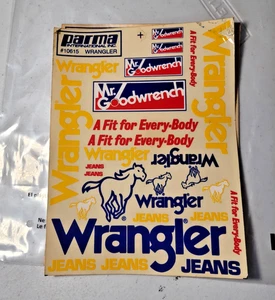 parma
INTERNATIONAL INC
#10615 WRANGLER
+
Mr. Goodwrench
Mr. Goodwrench
Mr. Goodwrench
Mr. Goodwrench
A Fit for Every-Body
Wrangler
Wrangler
A Fit for Every-Body
A Fit for Every-Body
Wrangler
JEANS
JEANS
Wrangler
A Fit for Every-Body
Wrangler
JEANS
JEANS
Wrangler
JEANS JEANS JEANS